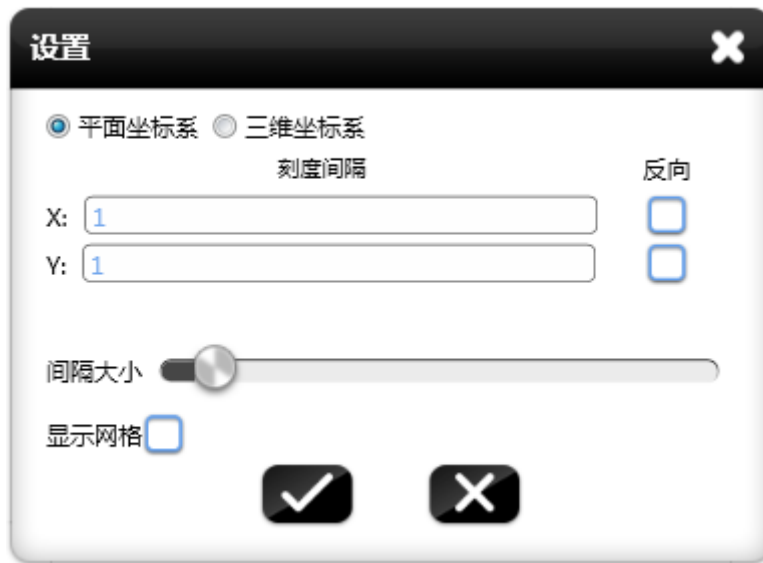 设置
平面坐标系 三维坐标系
刻度间隔 反向
X: 1
Y: 1
间隔大小
显示网格